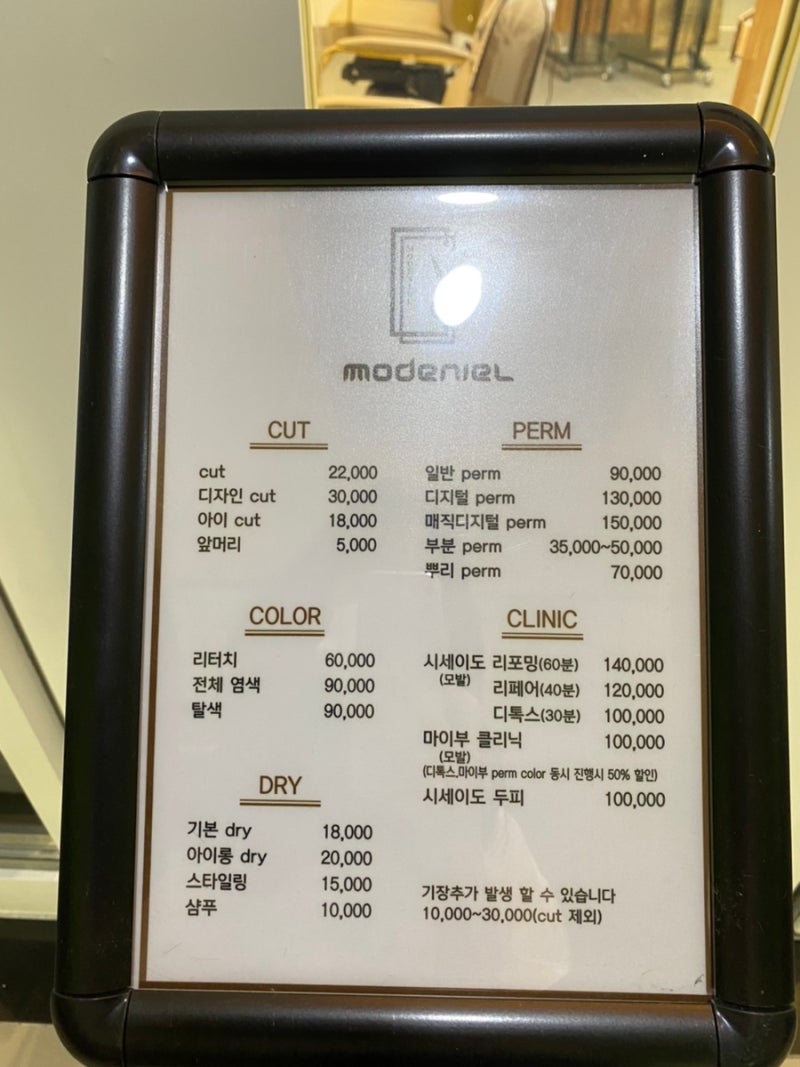 modeniel
CUT
cut 22,000
디자인 cut 30,000
아이 cut 18,000
앞머리 5,000
PERM
일반 perm 90,000
디지털 perm 130,000
매직디지털 perm 150,000
부분 perm 35,000~50,000
뿌리 perm 70,000
COLOR
리터치 60,000
전체 염색 90,000
탈색 90,000
CLINIC
시세이도 리포밍(60분) 140,000
(모발)
리페어(40분) 120,000
디톡스(30분) 100,000
마이부 클리닉 100,000
(모발)
(디톡스,마이부 perm color 동시 진행시 50% 할인)
시세이도 두피 100,000
DRY
기본 dry 18,000
아이롱 dry 20,000
스타일링 15,000
샴푸 10,000
기장추가 발생 할 수 있습니다
10,000~30,000(cut 제외)